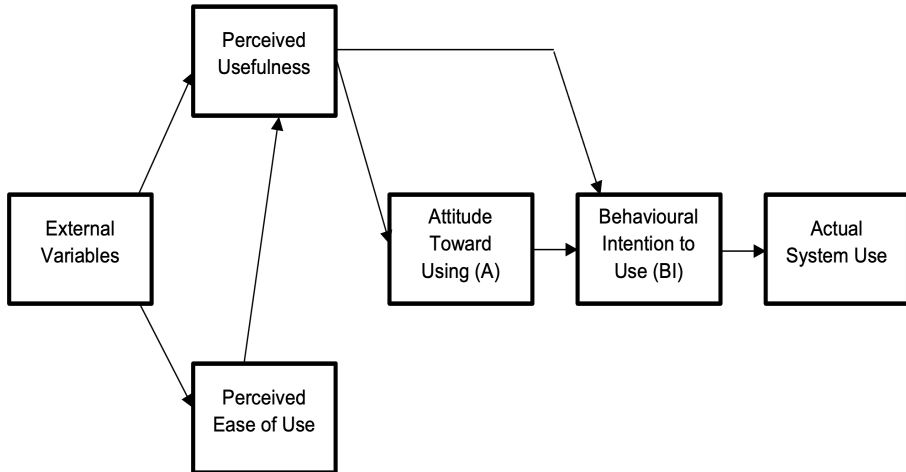 Perceived
Usefulness
External
Variables
Attitude
Toward
Using (A)
Behavioural
Intention to
Use (BI)
Actual
System Use
Perceived
Ease of Use